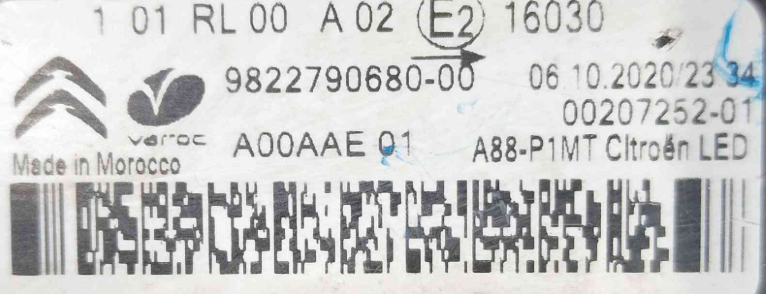 1 01 RL 00 A 02 E2 16030
9822790680-00 06.10.2020/23:34
00207252-01
varroc
A00AAE 01 A88-P1MT Citroën LED
Made in Morocco